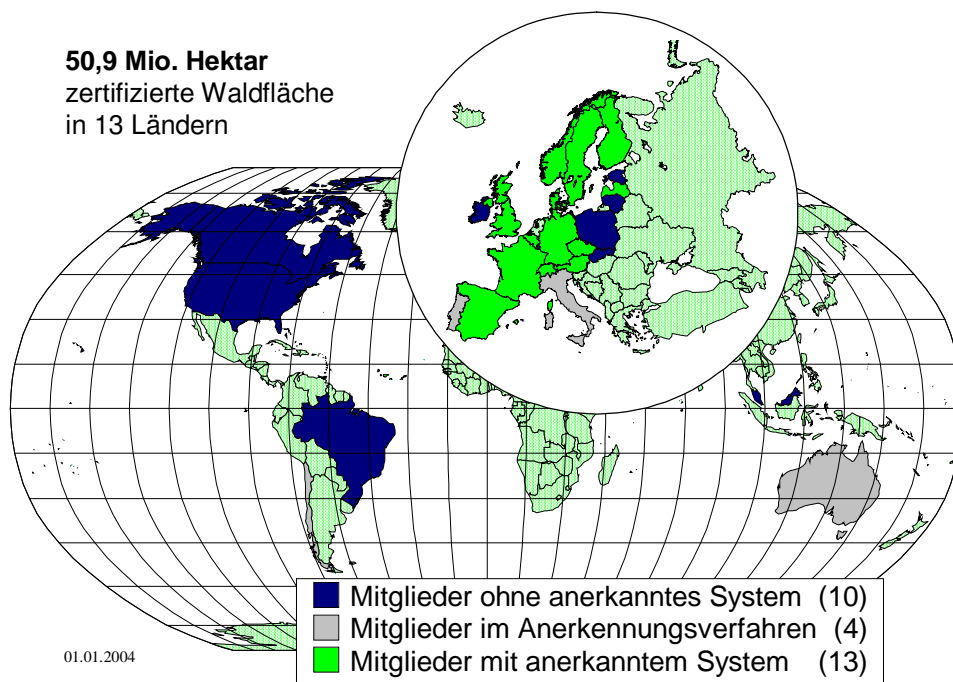 50,9 Mio. Hektar
zertifizierte Waldfläche
in 13 Ländern
Mitglieder ohne anerkanntes System (10)
Mitglieder im Anerkennungsverfahren (4)
Mitglieder mit anerkanntem System (13)
01.01.2004